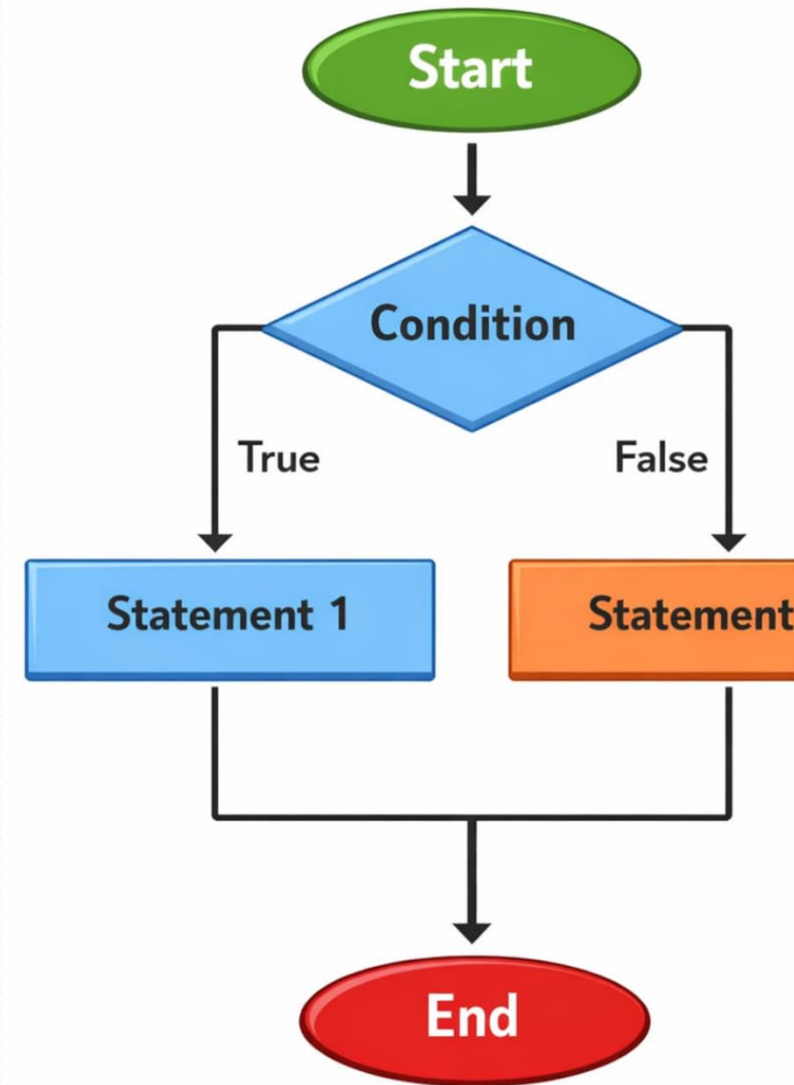 Start
Condition
True
False
Statement 1
Statement
End